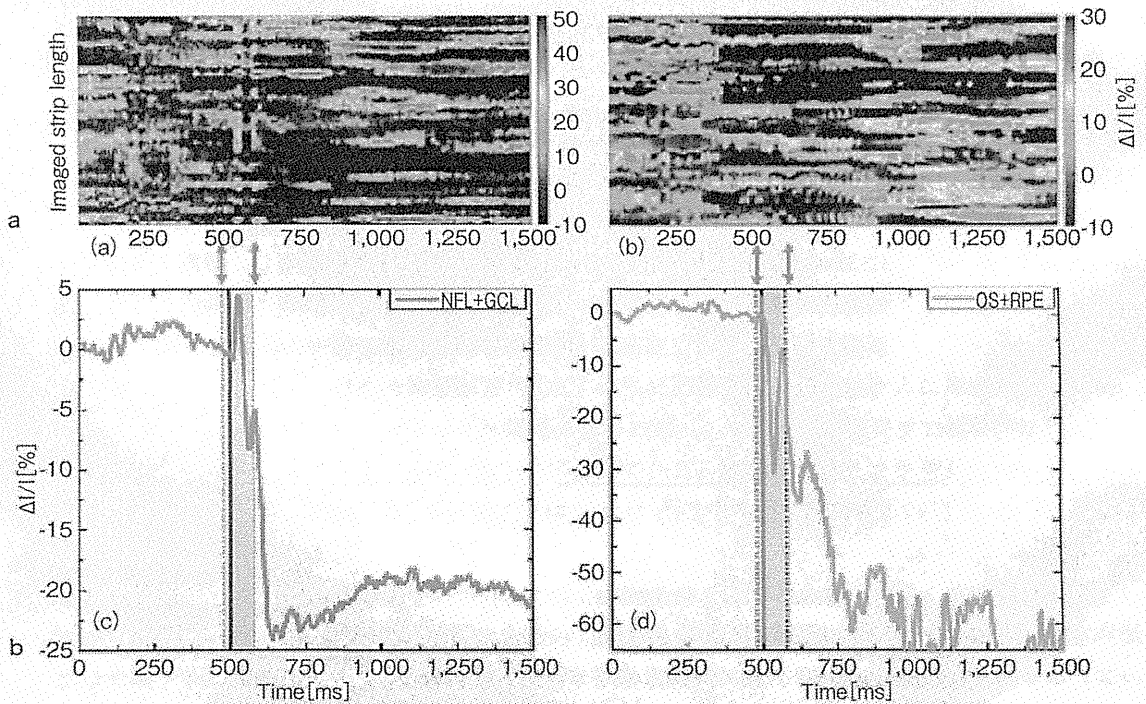 50
40
30
20
10
0
-10
Imaged strip length
a
(a)
250 500 750 1,000 1,250 1,500
30
20
10
0
-10
ΔI/I[%]
(b)
250 500 750 1,000 1,250 1,500
5
0
-5
-10
-15
-20
-25
ΔI/I[%]
NFL+GCL
(c)
b
0 250 500 750 1,000 1,250 1,500
Time[ms]
0
-10
-20
-30
-40
-50
-60
OS+RPE
(d)
0 250 500 750 1,000 1,250 1,500
Time[ms]